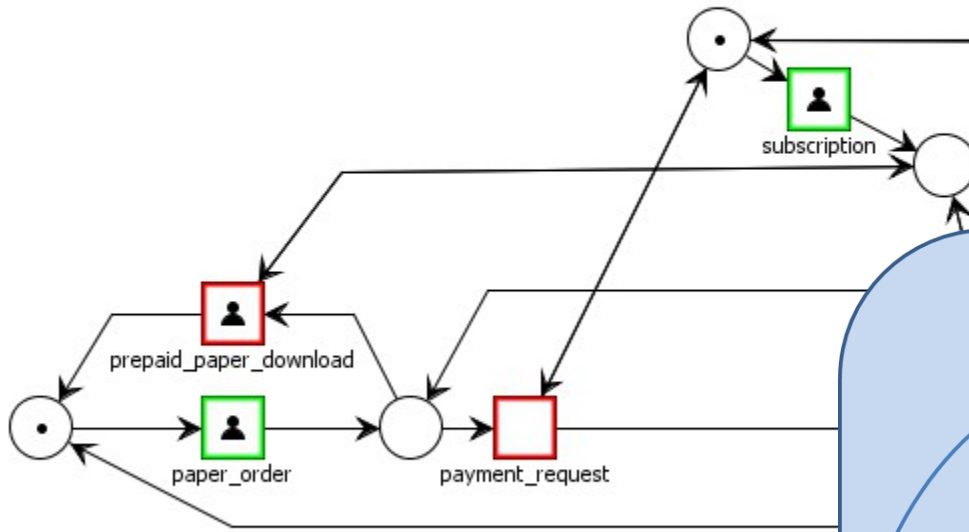 subscription
prepaid_paper_download
paper_order
payment_request